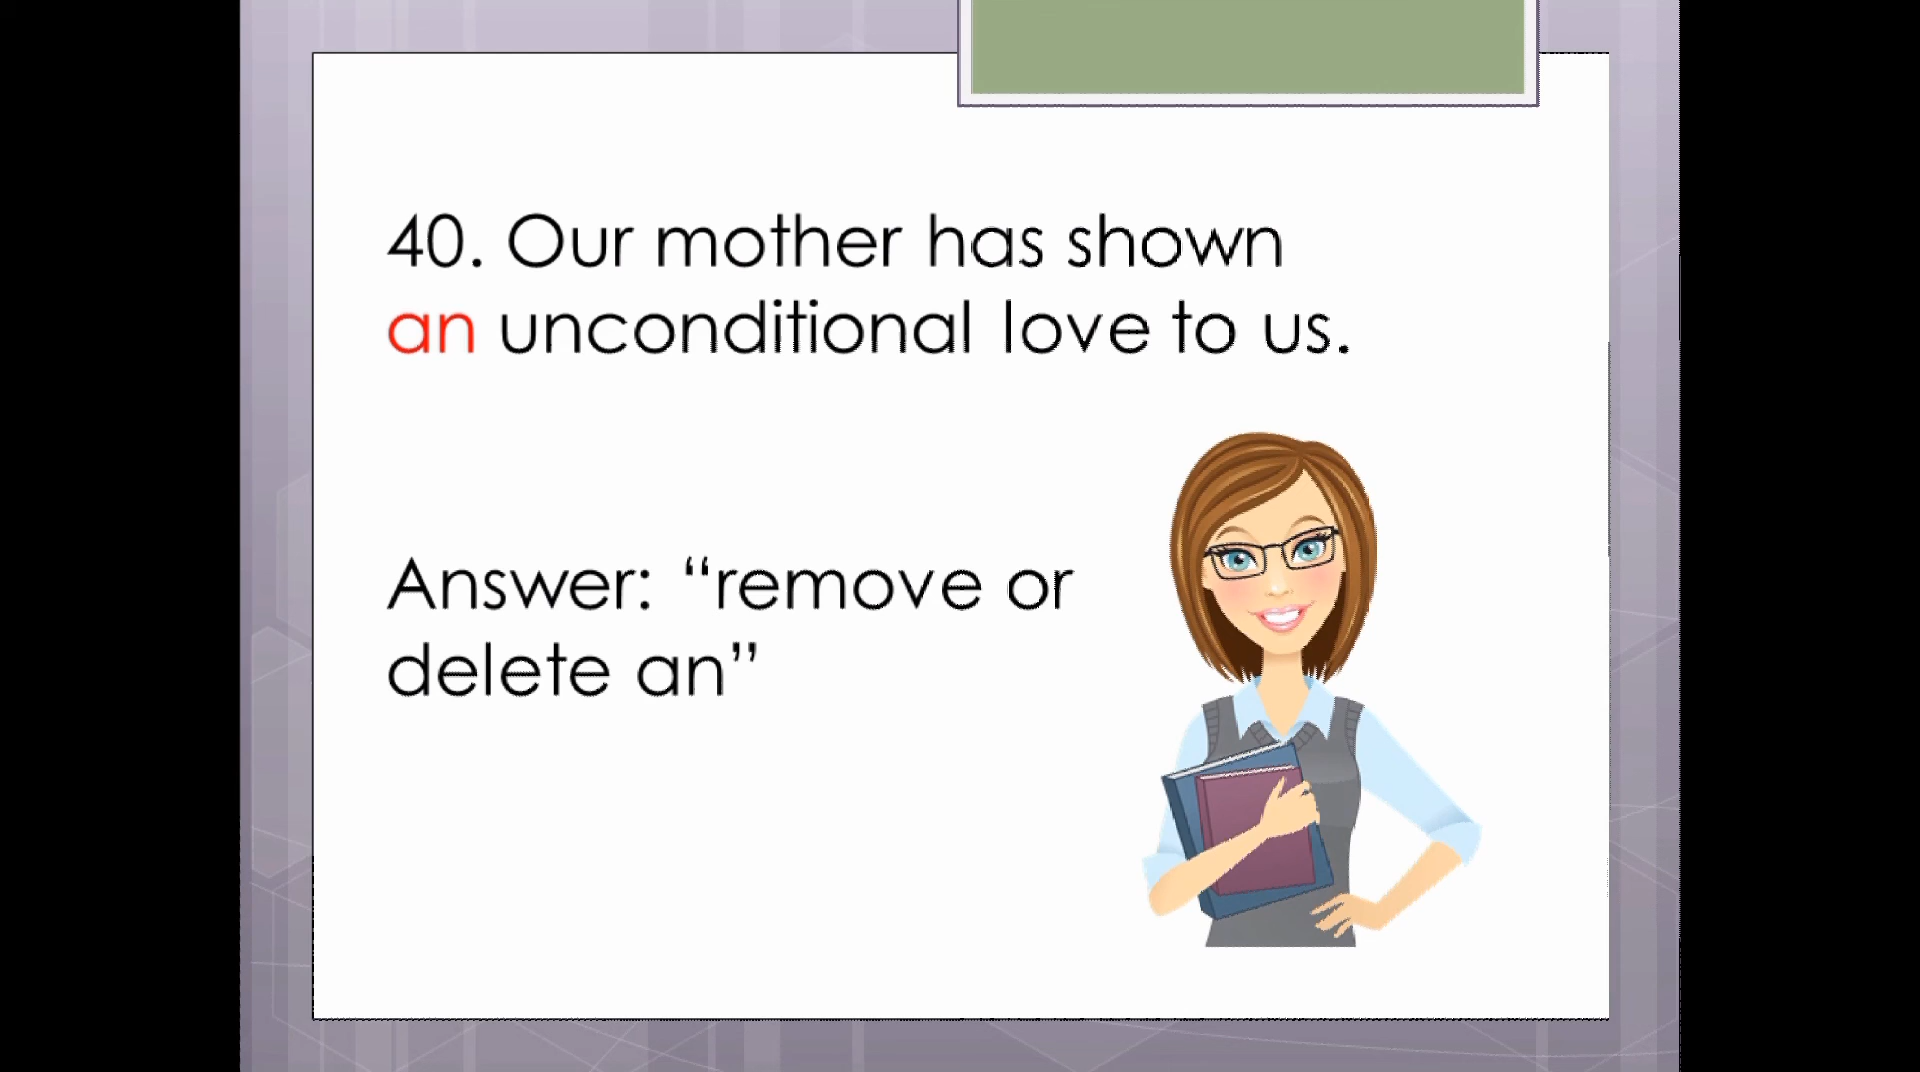 40. Our mother has shown
an unconditional love to us.
Answer: “remove or
delete an”